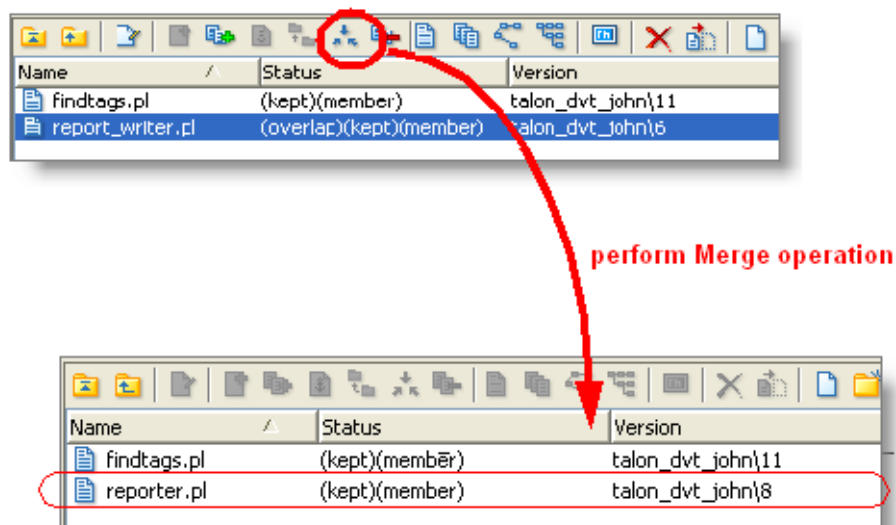 Name Status Version
findtags.pl (kept)(member) talon_dvt_john\11
report_writer.pl (overlap)(kept)(member) talon_dvt_john\6
perform Merge operation
Name Status Version
findtags.pl (kept)(member) talon_dvt_john\11
reporter.pl (kept)(member) talon_dvt_john\8